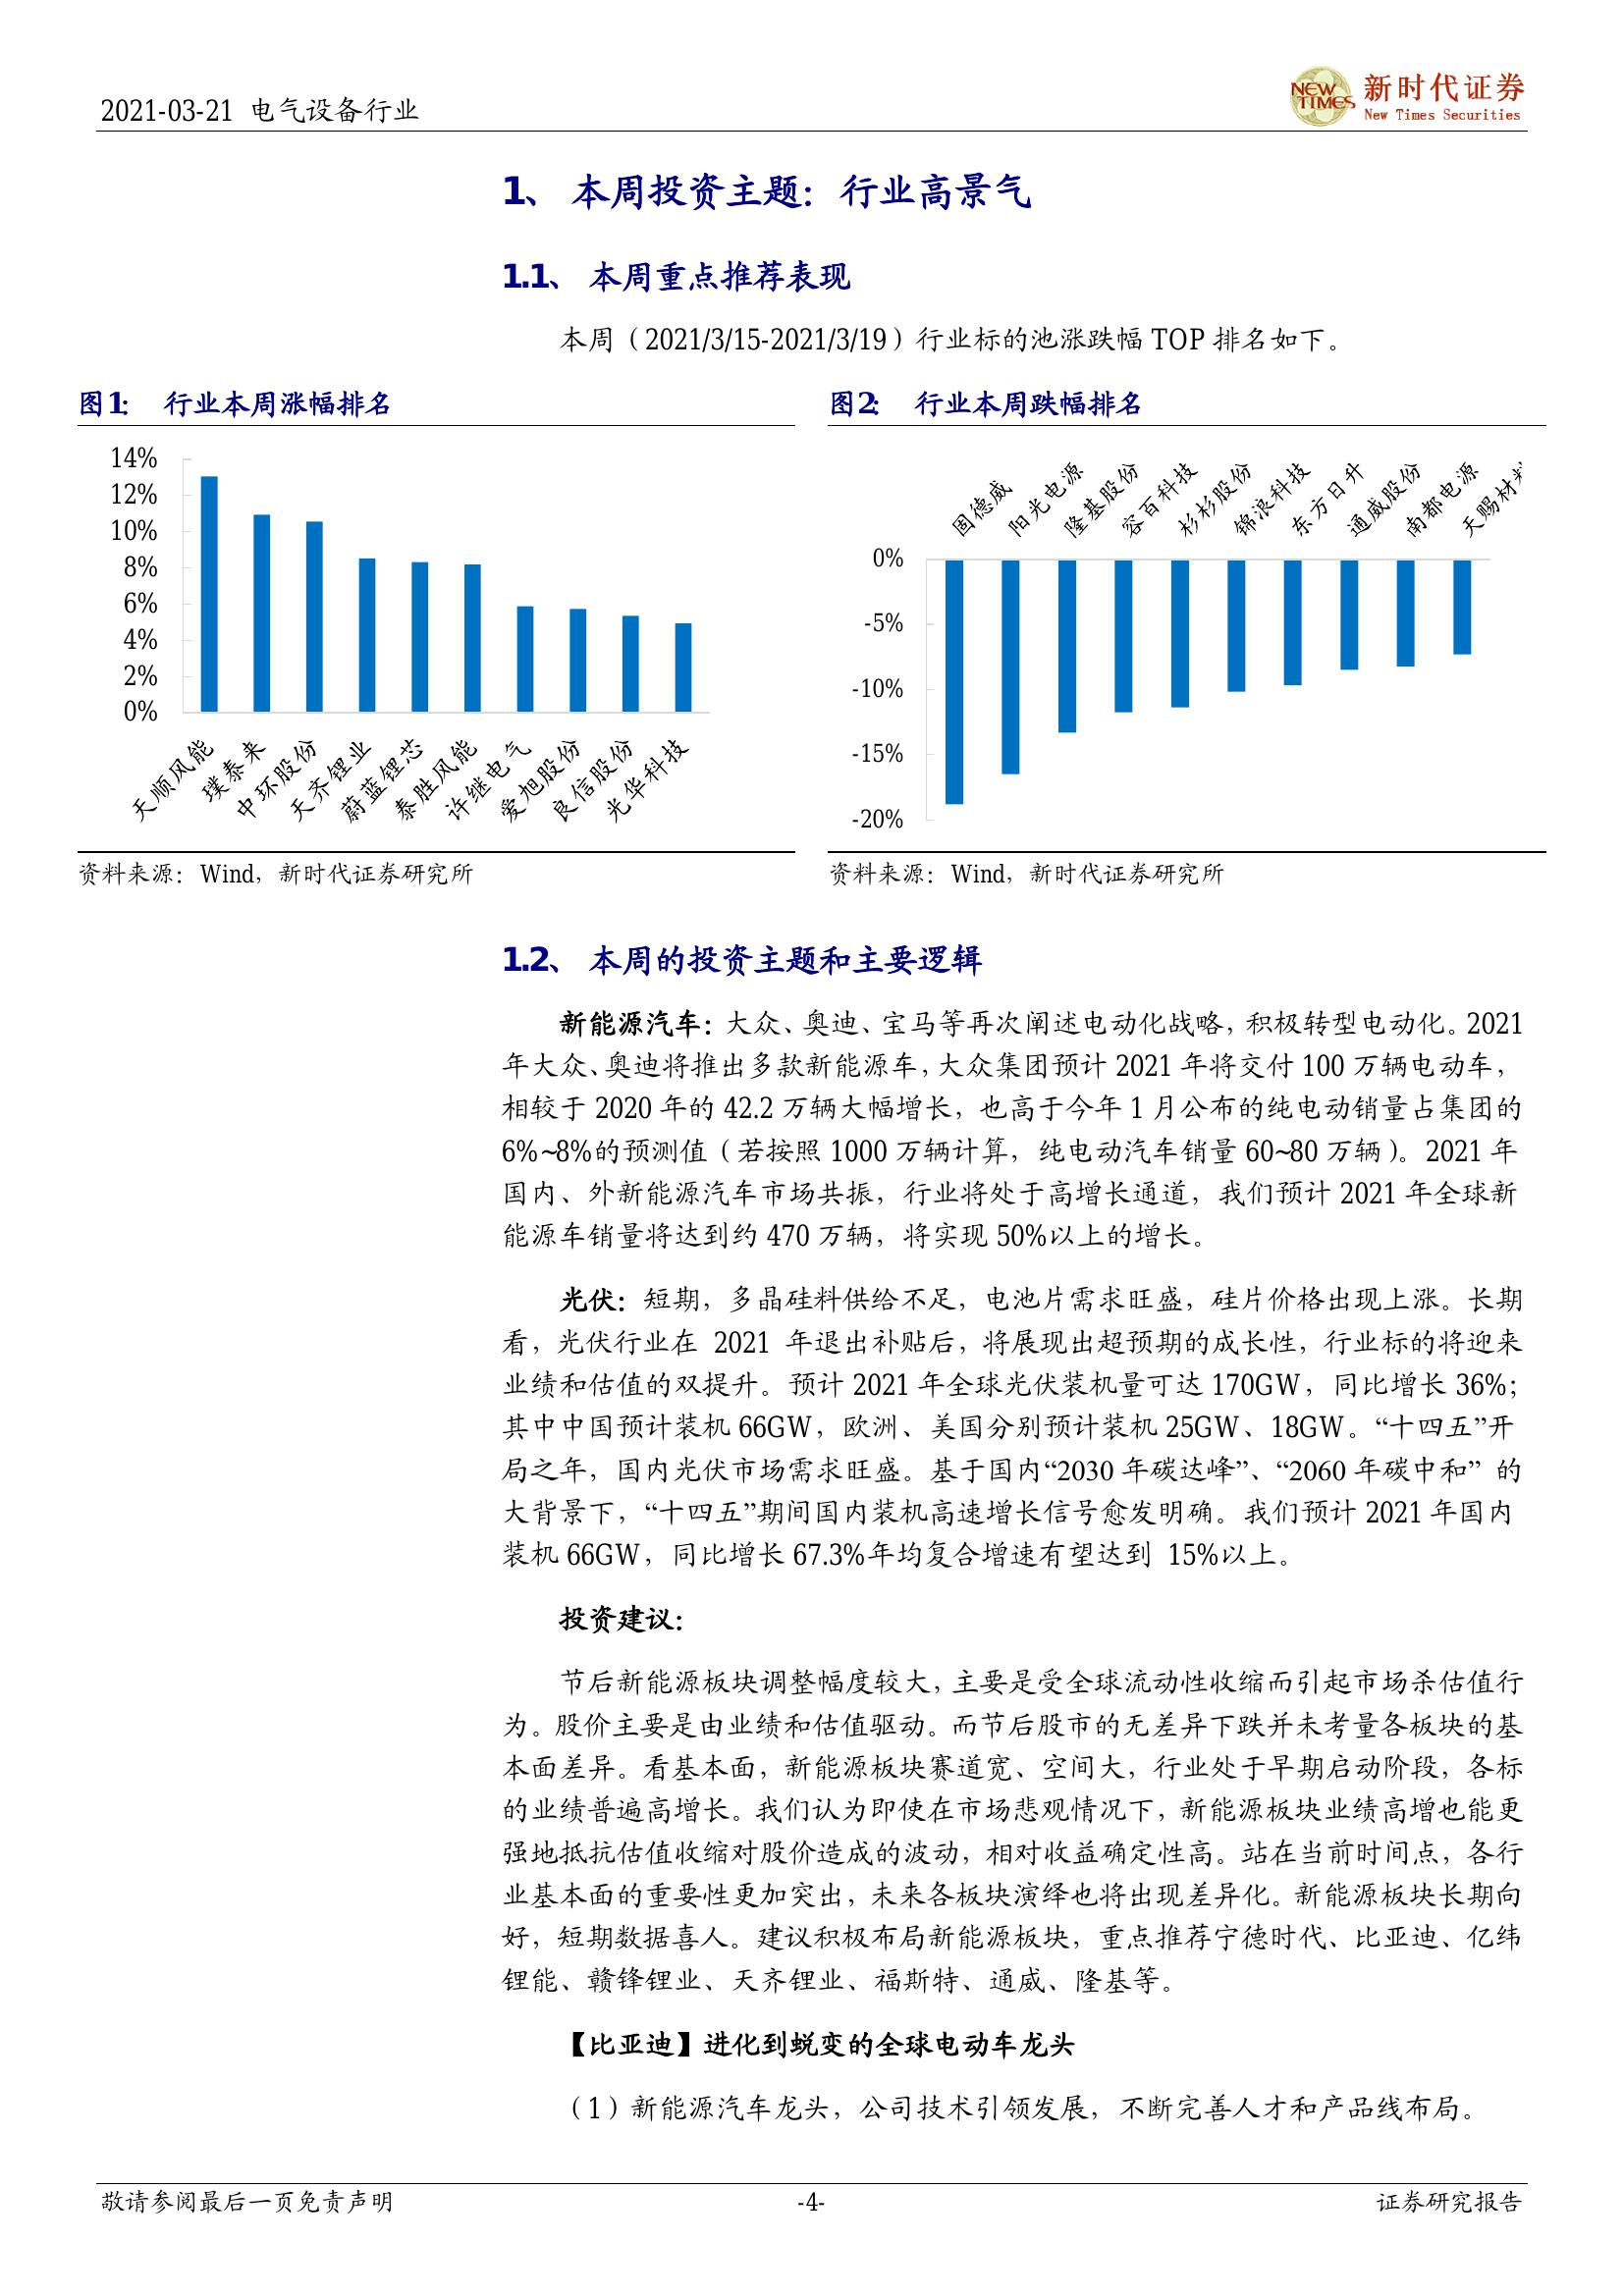 2021-03-21 电气设备行业
NEW TIMES
新时代证券
New Times Securities
1、 本周投资主题：行业高景气
1.1、 本周重点推荐表现
本周（2021/3/15-2021/3/19）行业标的池涨跌幅 TOP 排名如下。
图1： 行业本周涨幅排名
14%
12%
10%
8%
6%
4%
2%
0%
天顺风能
璞泰来
中环股份
天齐锂业
蔚蓝锂芯
泰胜风能
许继电气
爱旭股份
良信股份
光华科技
资料来源：Wind，新时代证券研究所
图2： 行业本周跌幅排名
固德威
阳光电源
隆基股份
容百科技
杉杉股份
锦浪科技
东方日升
通威股份
南都电源
天赐材料
0%
-5%
-10%
-15%
-20%
资料来源：Wind，新时代证券研究所
1.2、 本周的投资主题和主要逻辑
新能源汽车：大众、奥迪、宝马等再次阐述电动化战略，积极转型电动化。2021
年大众、奥迪将推出多款新能源车，大众集团预计 2021 年将交付 100 万辆电动车，
相较于 2020 年的 42.2 万辆大幅增长，也高于今年 1 月公布的纯电动销量占集团的
6%~8%的预测值（若按照 1000 万辆计算，纯电动汽车销量 60~80 万辆）。2021 年
国内、外新能源汽车市场共振，行业将处于高增长通道，我们预计 2021 年全球新
能源车销量将达到约 470 万辆，将实现 50%以上的增长。
光伏：短期，多晶硅料供给不足，电池片需求旺盛，硅片价格出现上涨。长期
看，光伏行业在 2021 年退出补贴后，将展现出超预期的成长性，行业标的将迎来
业绩和估值的双提升。预计 2021 年全球光伏装机量可达 170GW，同比增长 36%；
其中中国预计装机 66GW，欧洲、美国分别预计装机 25GW、18GW。“十四五”开
局之年，国内光伏市场需求旺盛。基于国内“2030 年碳达峰”、“2060 年碳中和” 的
大背景下，“十四五”期间国内装机高速增长信号愈发明确。我们预计 2021 年国内
装机 66GW，同比增长 67.3%年均复合增速有望达到 15%以上。
投资建议：
节后新能源板块调整幅度较大，主要是受全球流动性收缩而引起市场杀估值行
为。股价主要是由业绩和估值驱动。而节后股市的无差异下跌并未考量各板块的基
本面差异。看基本面，新能源板块赛道宽、空间大，行业处于早期启动阶段，各标
的业绩普遍高增长。我们认为即使在市场悲观情况下，新能源板块业绩高增也能更
强地抵抗估值收缩对股价造成的波动，相对收益确定性高。站在当前时间点，各行
业基本面的重要性更加突出，未来各板块演绎也将出现差异化。新能源板块长期向
好，短期数据喜人。建议积极布局新能源板块，重点推荐宁德时代、比亚迪、亿纬
锂能、赣锋锂业、天齐锂业、福斯特、通威、隆基等。
【比亚迪】进化到蜕变的全球电动车龙头
（1）新能源汽车龙头，公司技术引领发展，不断完善人才和产品线布局。
敬请参阅最后一页免责声明
-4-
证券研究报告